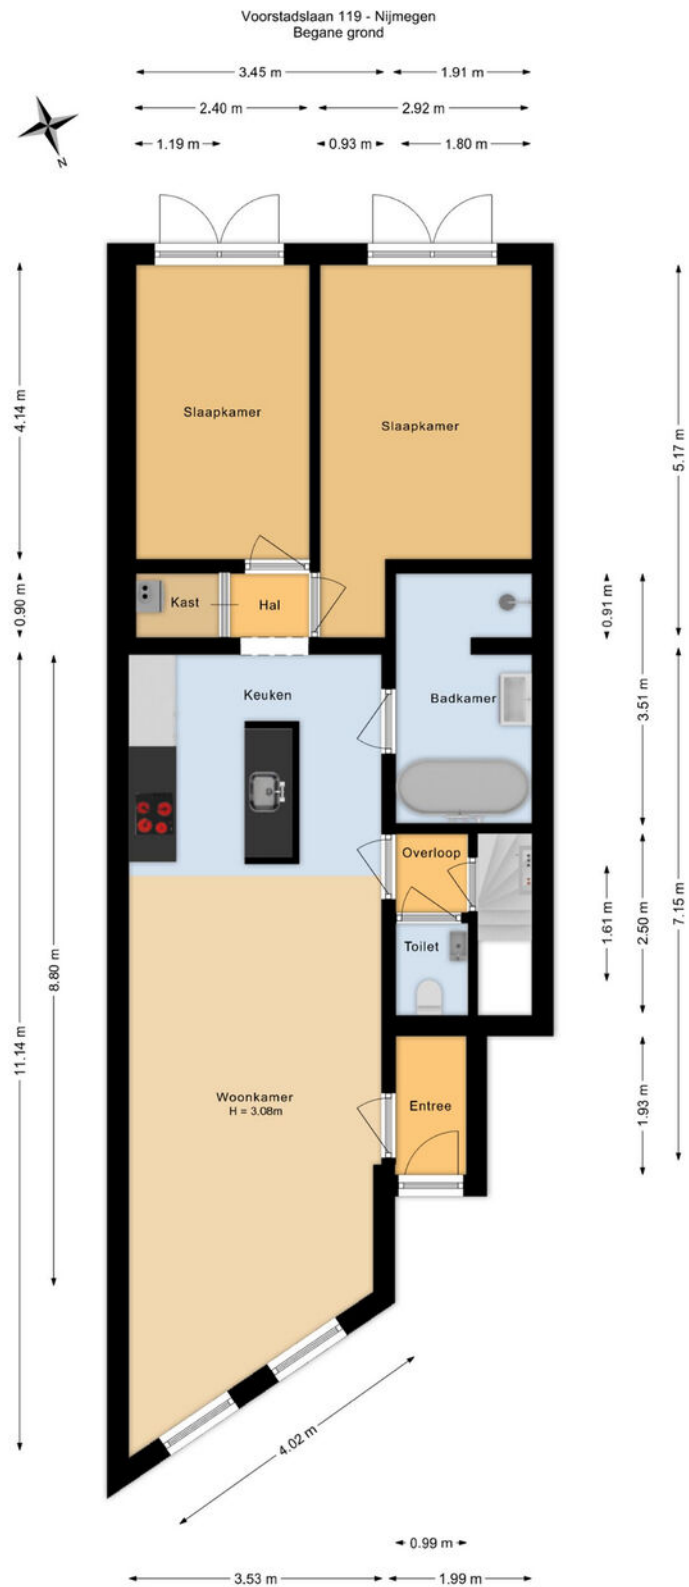 Voorstadslaan 119 - Nijmegen
Begane grond
3.45 m
1.91 m
2.40 m
2.92 m
1.19 m
0.93 m
1.80 m
N
4.14 m
5.17 m
Slaapkamer
Slaapkamer
0.90 m
Kast
Hal
0.91 m
Keuken
Badkamer
3.51 m
Overloop
Toilet
1.61 m
2.50 m
7.15 m
8.80 m
11.14 m
Woonkamer
H = 3.08m
Entree
1.93 m
4.02 m
0.99 m
3.53 m
1.99 m